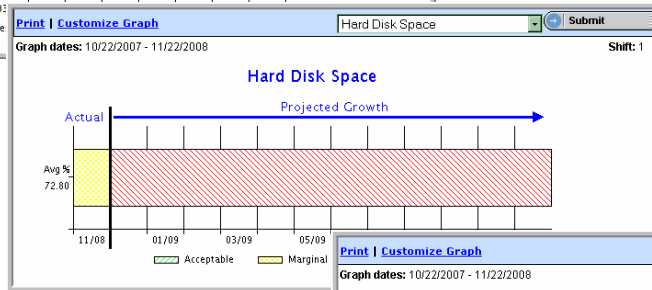 Print | Customize Graph
Hard Disk Space
Submit
Graph dates: 10/22/2007 - 11/22/2008
Shift: 1
Hard Disk Space
Actual
Projected Growth
Avg %
72.80
11/08 01/09 03/09 05/09
Acceptable Marginal
Print | Customize Graph
Graph dates: 10/22/2007 - 11/22/2008